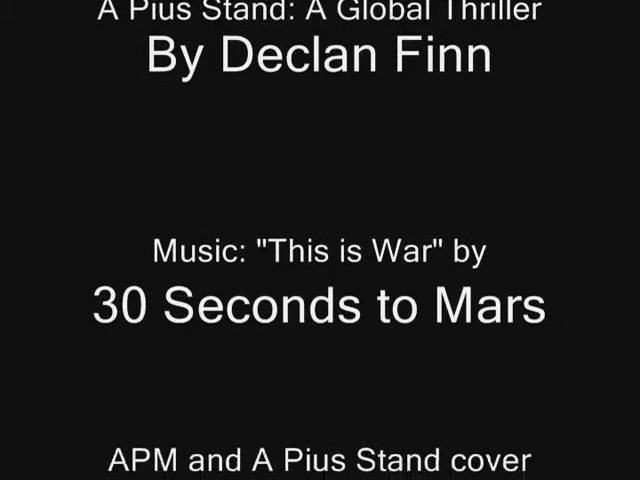 A Pius Stand: A Global Thriller
By Declan Finn
Music: "This is War" by
30 Seconds to Mars
APM and A Pius Stand cover